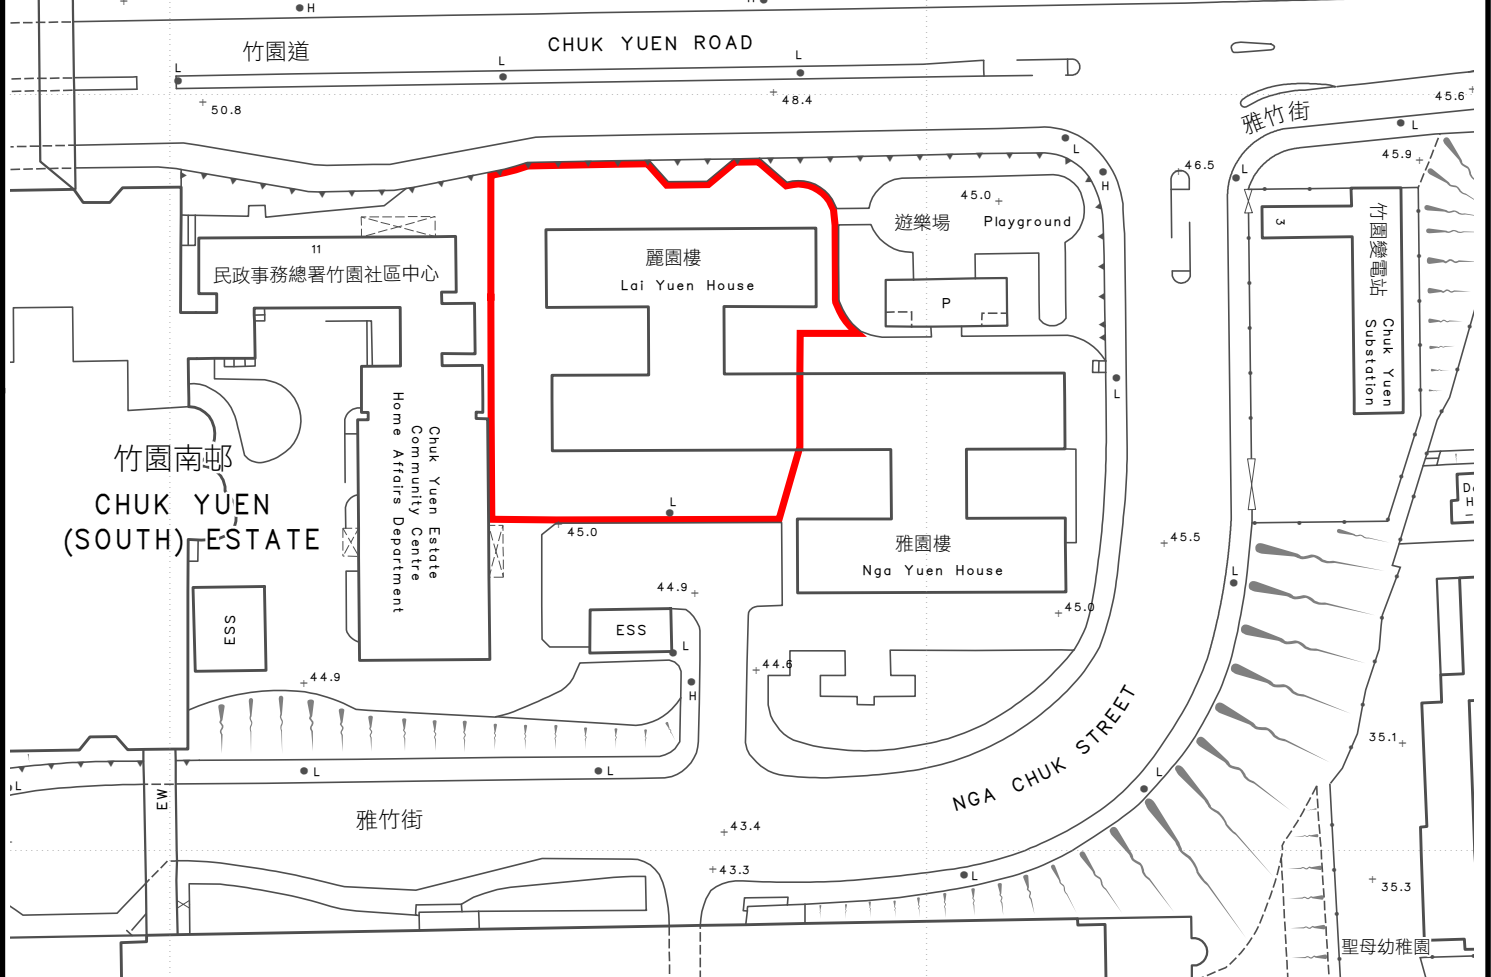 H
竹園道
CHUK YUEN ROAD
L
L
L
50.8
48.4
45.6
雅竹街
L
L
45.9
46.5
L
H
45.0
遊樂場
Playground
3
竹園變電站
Chuk Yuen
Substation
11
民政事務總署竹園社區中心
麗園樓
Lai Yuen House
P
L
竹園南邨
CHUK YUEN
(SOUTH) ESTATE
Chuk Yuen Estate
Community Centre
Home Affairs Department
L
45.0
雅園樓
Nga Yuen House
45.5
44.9
L
45.0
ESS
ESS
L
44.9
44.6
H
NGA CHUK STREET
35.1
L
L
L
L
EW
雅竹街
43.4
43.3
L
35.3
聖母幼稚園